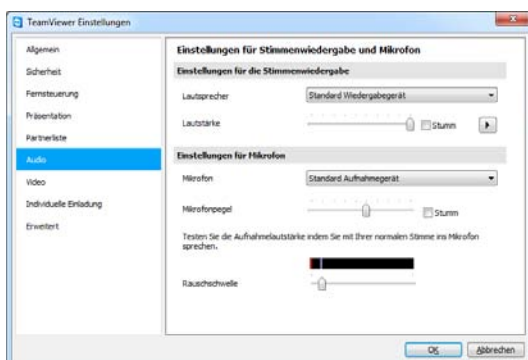 TeamViewer Einstellungen
Allgemein
Sicherheit
Fernsteuerung
Präsentation
Partnerliste
Audio
Video
Individuelle Einladung
Erweitert
Einstellungen für Stimmenwiedergabe und Mikrofon
Einstellungen für die Stimmenwiedergabe
Lautsprecher
Standard Wiedergabegerät
Lautstärke
Stumm
Einstellungen für Mikrofon
Mikrofon
Standard Aufnahmegerät
Mikrofonpegel
Stumm
Testen Sie die Aufnahmelautstärke indem Sie mit Ihrer normalen Stimme ins Mikrofon
sprechen.
Rauschschwelle
OK
Abbrechen